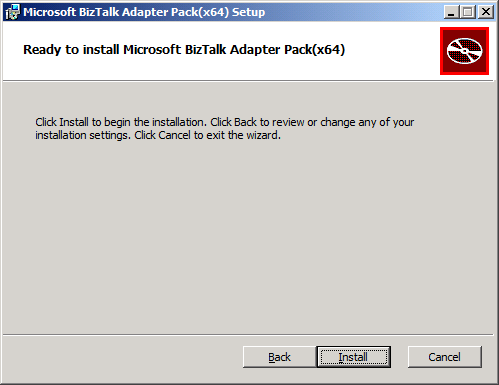 Microsoft BizTalk Adapter Pack(x64) Setup
Ready to install Microsoft BizTalk Adapter Pack(x64)
Click Install to begin the installation. Click Back to review or change any of your
installation settings. Click Cancel to exit the wizard.
Back Install Cancel